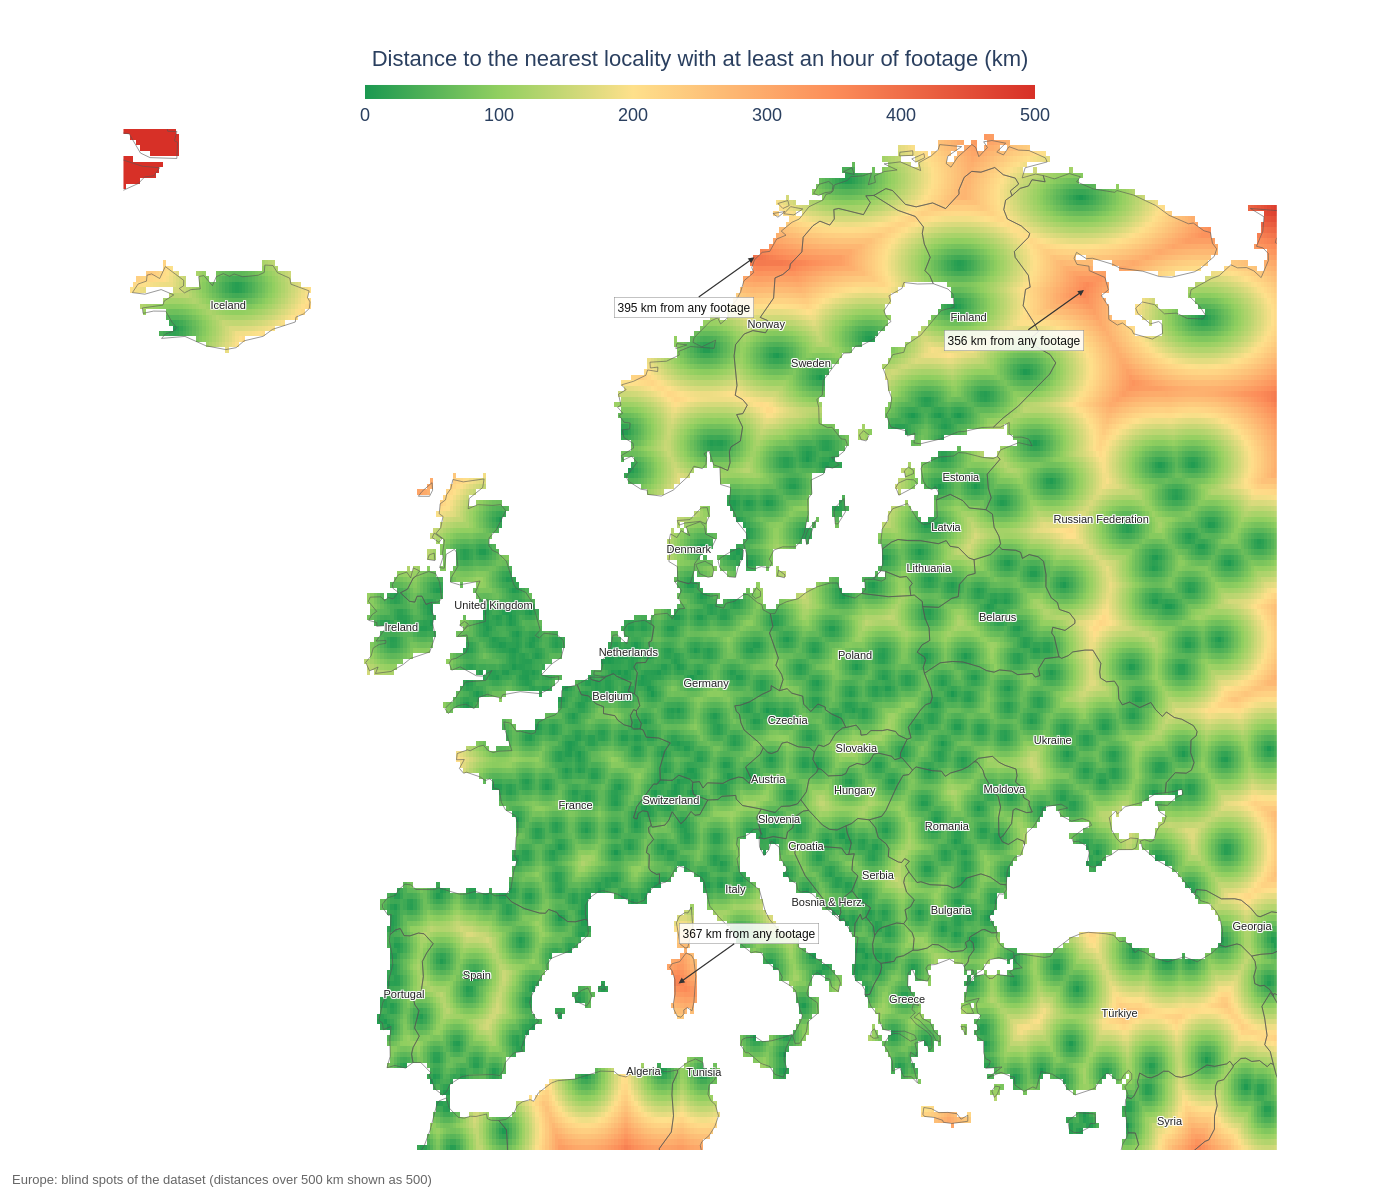 Distance to the nearest locality with at least an hour of footage (km)
0 100 200 300 400 500
Iceland
395 km from any footage
Norway
Finland
356 km from any footage
Sweden
Estonia
Russian Federation
Latvia
Denmark
Lithuania
United Kingdom
Belarus
Ireland
Netherlands
Poland
Germany
Belgium
Czechia
Ukraine
Slovakia
Austria
Moldova
Hungary
Switzerland
France
Slovenia
Romania
Croatia
Serbia
Italy
Bosnia & Herz.
Bulgaria
Georgia
367 km from any footage
Spain
Portugal
Greece
Türkiye
Algeria
Tunisia
Syria
Europe: blind spots of the dataset (distances over 500 km shown as 500)